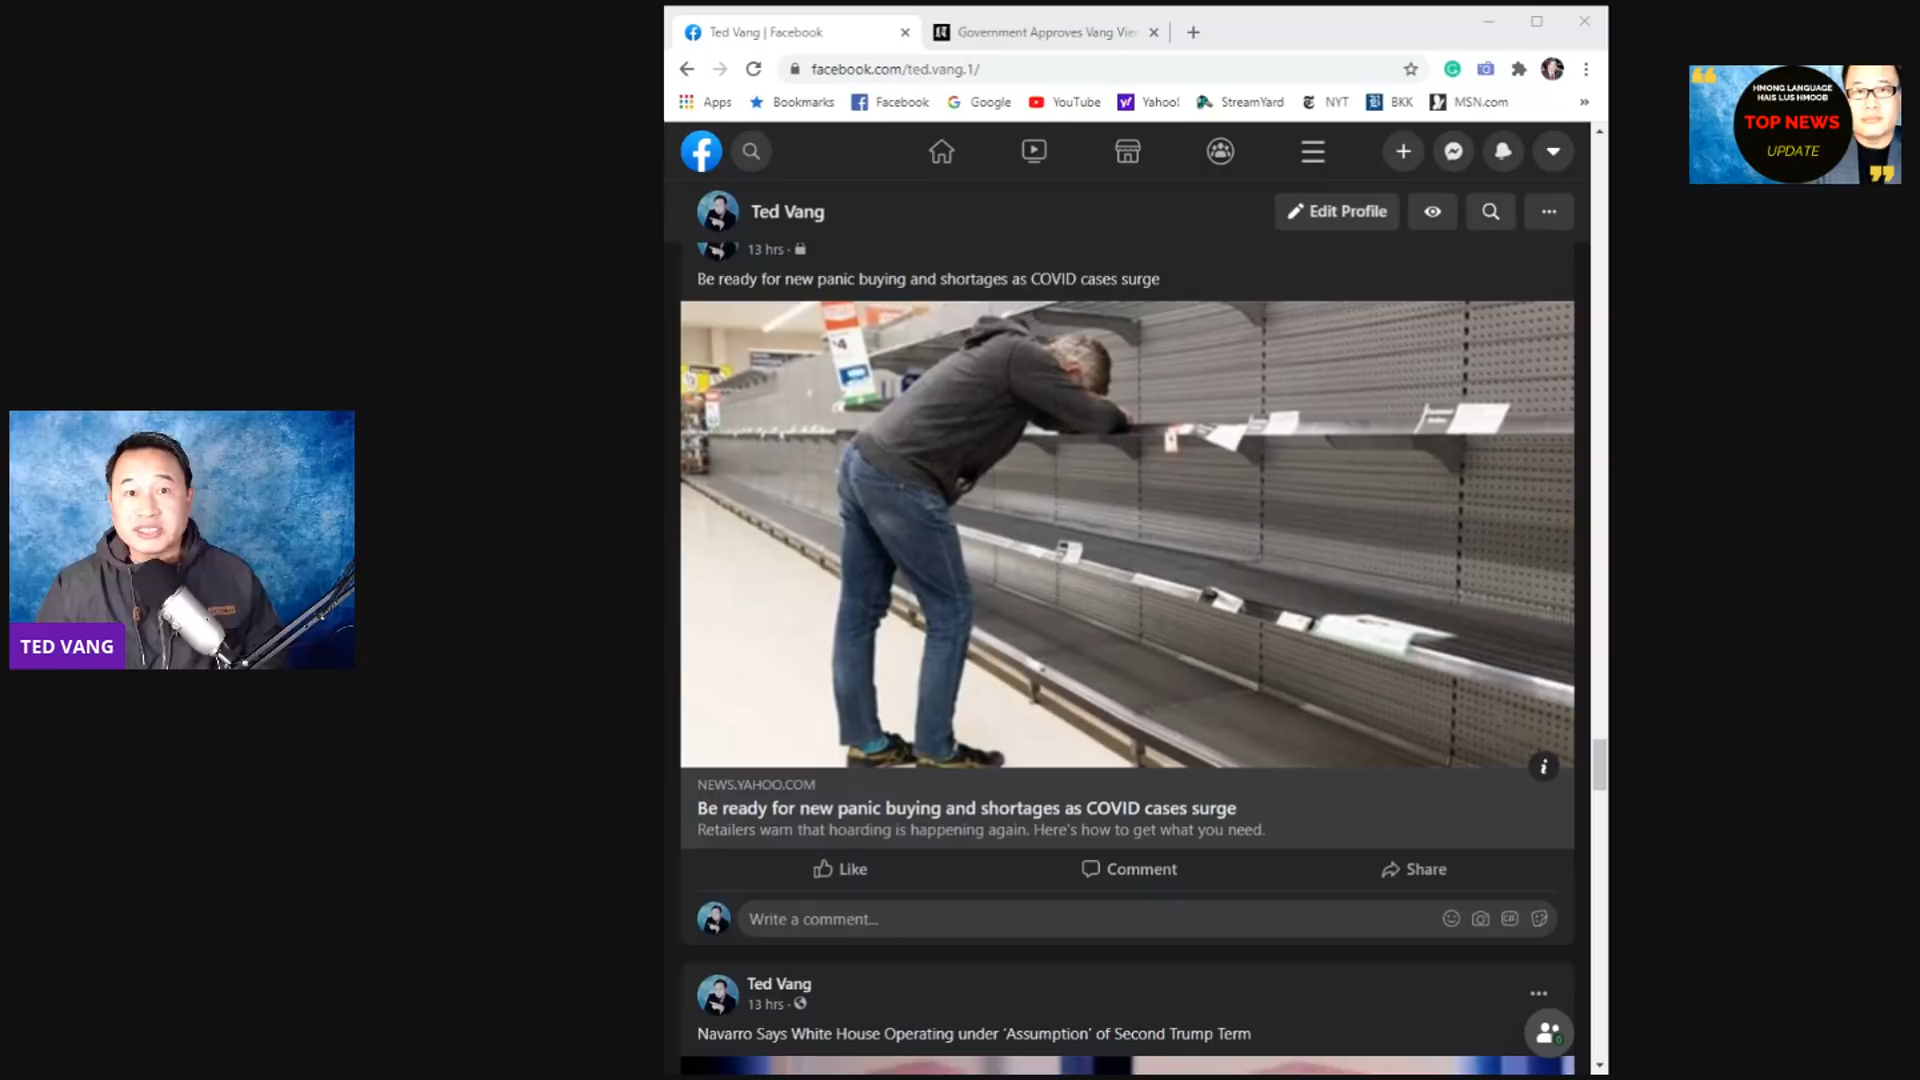 Ted Vang | Facebook
Government Approves Vang Vie
facebook.com/ted.vang.1/
Apps
Bookmarks
Facebook
Google
YouTube
Yahoo!
StreamYard
NYT
BKK
MSN.com
HMONG LANGUAGE
HAIS LUS HMOOB
TOP NEWS
UPDATE
Ted Vang
Edit Profile
13 hrs ·
Be ready for new panic buying and shortages as COVID cases surge
$4
TED VANG
NEWS.YAHOO.COM
Be ready for new panic buying and shortages as COVID cases surge
Retailers warn that hoarding is happening again. Here's how to get what you need.
Like
Comment
Share
Write a comment...
GIF
Ted Vang
13 hrs ·
Navarro Says White House Operating under 'Assumption' of Second Trump Term
0